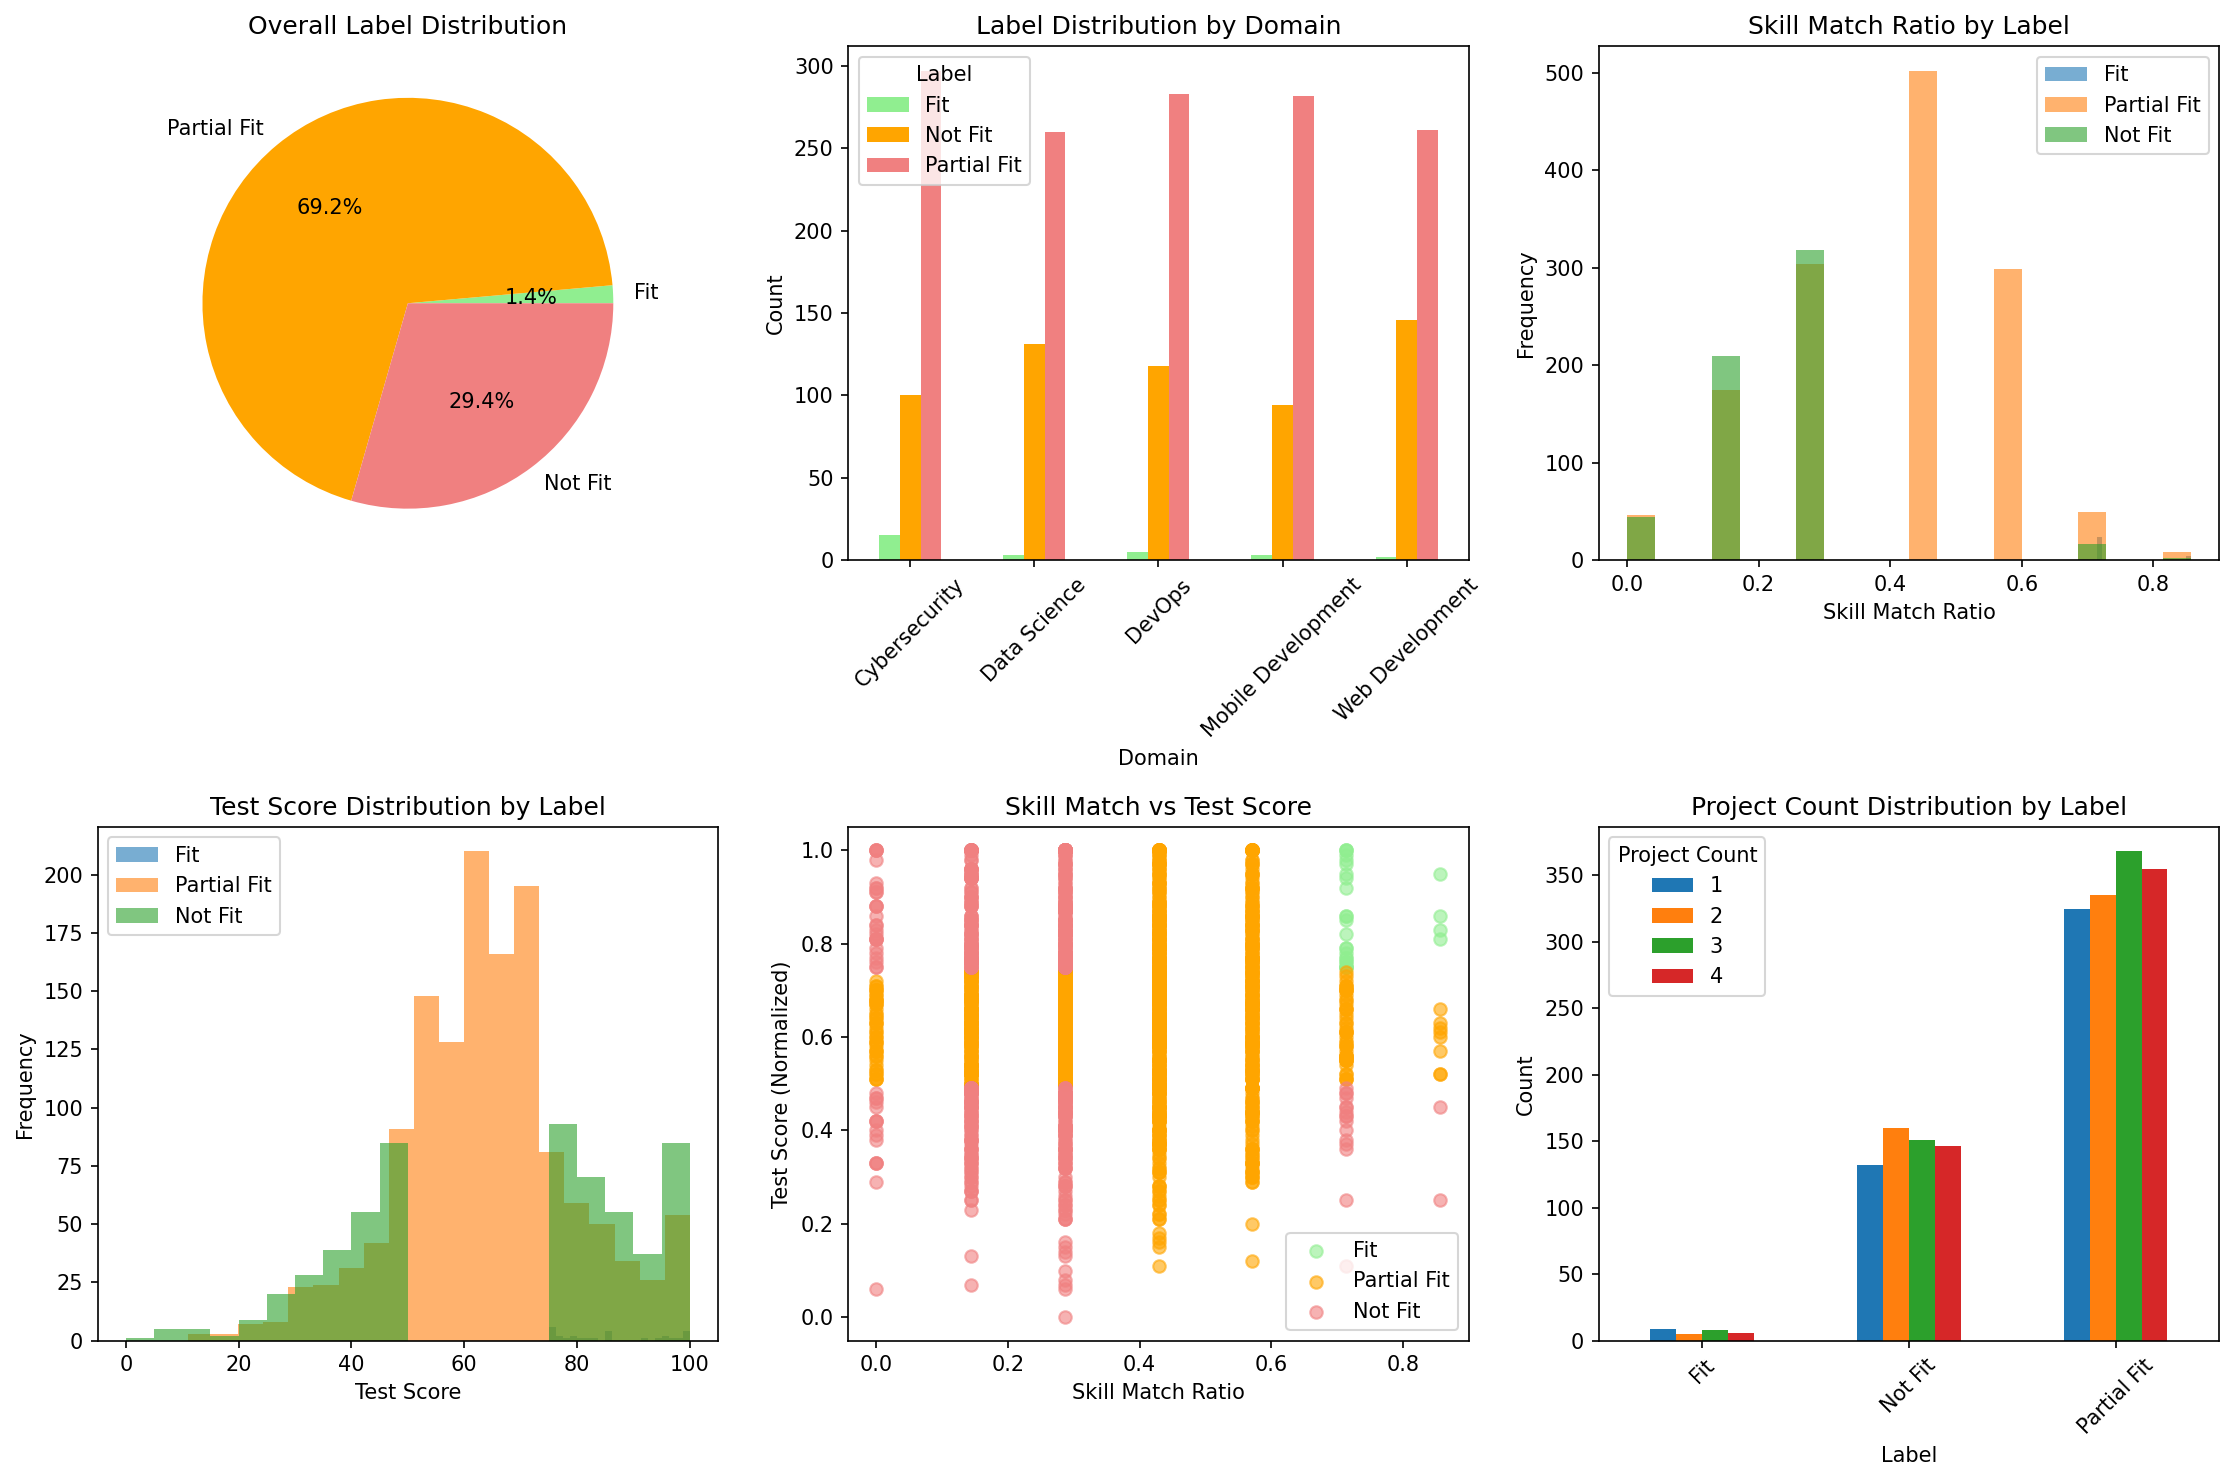 Overall Label Distribution
Partial Fit
69.2%
1.4%
Fit
29.4%
Not Fit
Label Distribution by Domain
Label
Fit
Not Fit
Partial Fit
300
250
200
150
100
50
0
Count
Cybersecurity
Data Science
DevOps
Mobile Development
Web Development
Domain
Skill Match Ratio by Label
Fit
Partial Fit
Not Fit
500
400
300
200
100
0
Frequency
0.0 0.2 0.4 0.6 0.8
Skill Match Ratio
Test Score Distribution by Label
Fit
Partial Fit
Not Fit
200
175
150
125
100
75
50
25
0
Frequency
0 20 40 60 80 100
Test Score
Skill Match vs Test Score
1.0
0.8
0.6
0.4
0.2
0.0
Test Score (Normalized)
Fit
Partial Fit
Not Fit
0.0 0.2 0.4 0.6 0.8
Skill Match Ratio
Project Count Distribution by Label
Project Count
1
2
3
4
350
300
250
200
150
100
50
0
Count
Fit
Not Fit
Partial Fit
Label